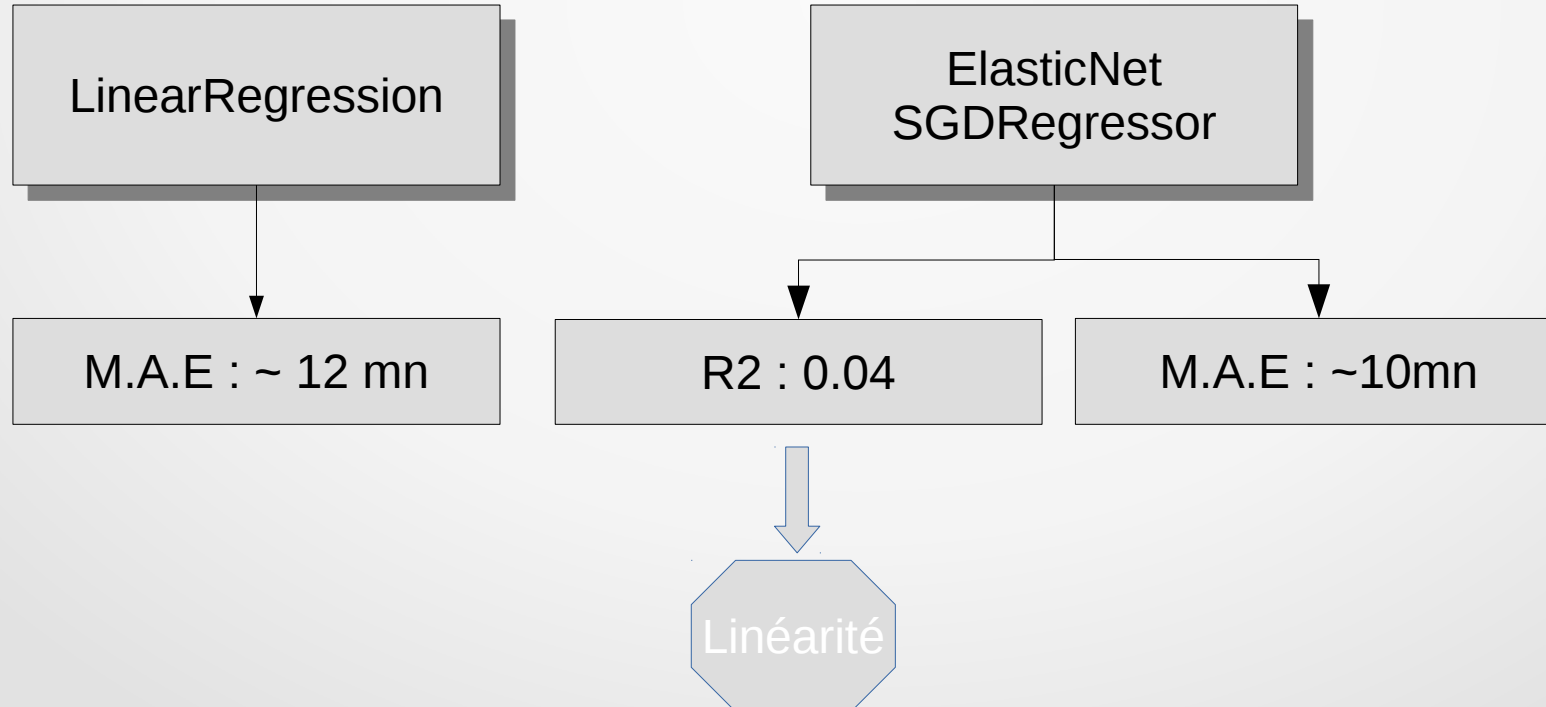 LinearRegression
ElasticNet
SGDRegressor
M.A.E : ~ 12 mn
R2 : 0.04
M.A.E : ~10mn
Linéarité